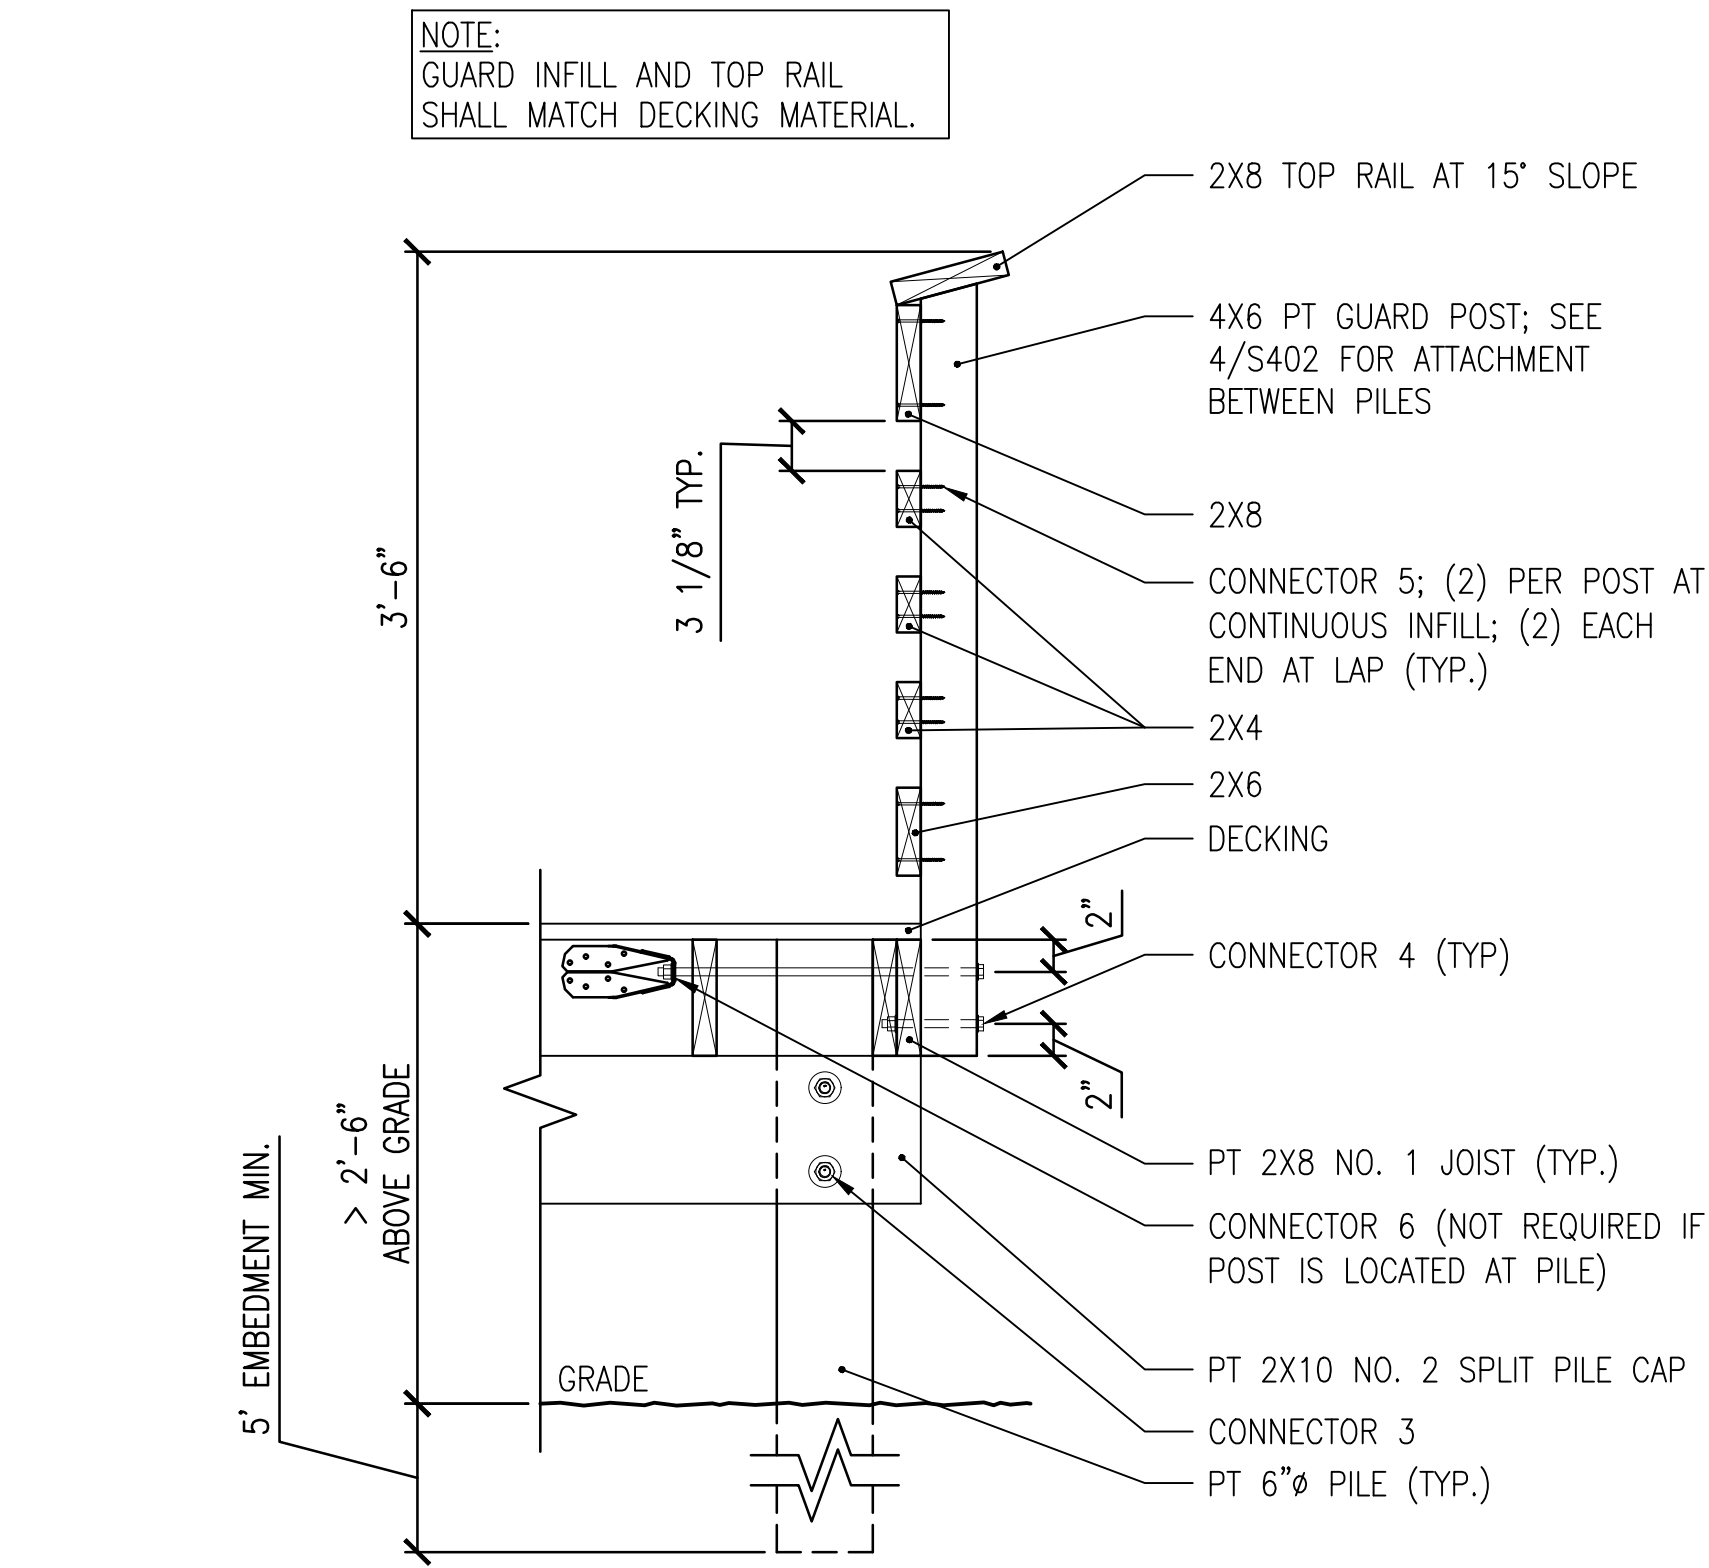 NOTE:
GUARD INFILL AND TOP RAIL
SHALL MATCH DECKING MATERIAL.
2X8 TOP RAIL AT 15° SLOPE
4X6 PT GUARD POST; SEE
4/S402 FOR ATTACHMENT
BETWEEN PILES
3 1/8" TYP.
3'-6"
2X8
CONNECTOR 5; (2) PER POST AT
CONTINUOUS INFILL; (2) EACH
END AT LAP (TYP.)
2X4
2X6
DECKING
2"
CONNECTOR 4 (TYP)
2"
> 2'-6"
ABOVE GRADE
5' EMBEDMENT MIN.
PT 2X8 NO. 1 JOIST (TYP.)
CONNECTOR 6 (NOT REQUIRED IF
POST IS LOCATED AT PILE)
GRADE
PT 2X10 NO. 2 SPLIT PILE CAP
CONNECTOR 3
PT 6"ø PILE (TYP.)